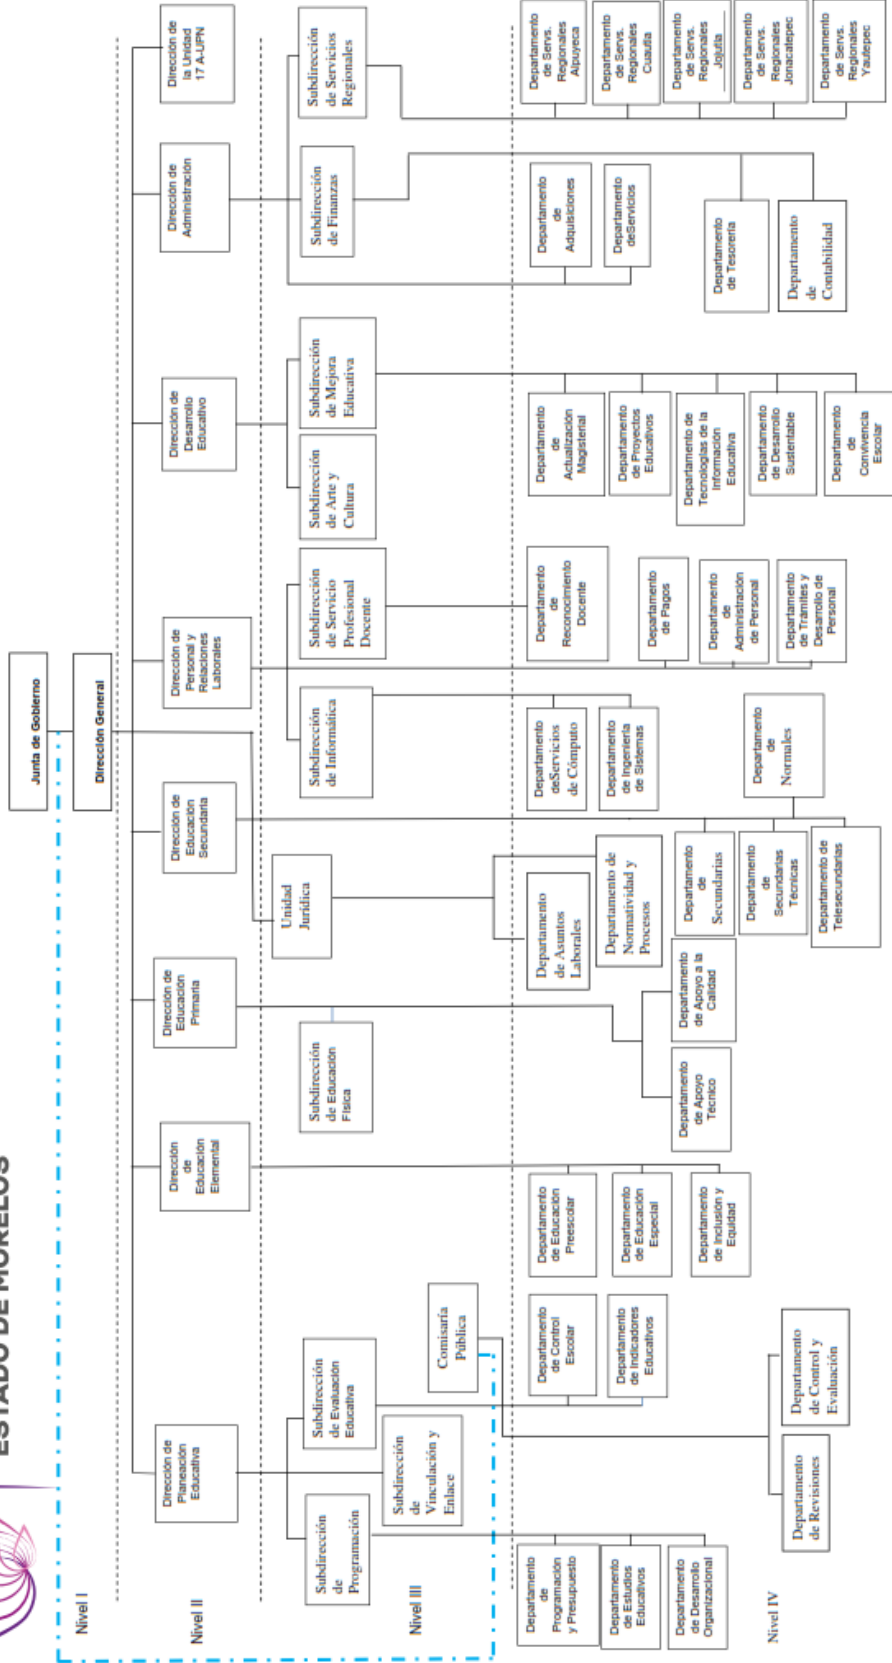 ESTADO DE MORELOS
Junta de Gobierno
Nivel I
Dirección General
Nivel II
Dirección de
Planeación
Educativa
Dirección
de
Educación
Elemental
Dirección de
Educación
Primaria
Dirección de
Educación
Secundaria
Dirección de
Personal y
Relaciones
Laborales
Dirección de
Desarrollo
Educativo
Dirección de
Administración
Dirección de
la Unidad
17 A-UPN
Nivel III
Subdirección
de
Programación
Subdirección
de
Vinculación y
Enlace
Subdirección
de Evaluación
Educativa
Comisaría
Pública
Subdirección
de Educación
Física
Unidad
Jurídica
Subdirección
de Informática
Subdirección
de Servicio
Profesional
Docente
Subdirección
de Arte y
Cultura
Subdirección
de Mejora
Educativa
Subdirección
de Finanzas
Subdirección
de Servicios
Regionales
Nivel IV
Departamento
de
Programación
y Presupuesto
Departamento
de Estudios
Educativos
Departamento
de Desarrollo
Organizacional
Departamento
de Control
Escolar
Departamento
de Indicadores
Educativos
Departamento
de Revisiones
Departamento
de Control y
Evaluación
Departamento
de Educación
Preescolar
Departamento
de Educación
Especial
Departamento
de Inclusión y
Equidad
Departamento
de Apoyo
Técnico
Departamento
de Apoyo a la
Calidad
Departamento
de Asuntos
Laborales
Departamento de
Normatividad y
Procesos
Departamento
de
Secundarias
Departamento
de
Secundarias
Técnicas
Departamento de
Telesecundarias
Departamento
de
Normales
Departamento
deServicios
de Cómputo
Departamento
de Ingeniería
de Sistemas
Departamento
de
Reconocimiento
Docente
Departamento
de Pagos
Departamento
de
Administración
de Personal
Departamento
de Trámites y
Desarrollo de
Personal
Departamento
de
Actualización
Magisterial
Departamento
de Proyectos
Educativos
Departamento de
Tecnologías de la
Información
Educativa
Departamento
de Desarrollo
Sustentable
Departamento
de
Convivencia
Escolar
Departamento
de
Adquisiciones
Departamento
deServicios
Departamento
de Tesorería
Departamento
de
Contabilidad
Departamento
de Servs.
Regionales
Alpuyeca
Departamento
de Servs.
Regionales
Cuautla
Departamento
de Servs.
Regionales
Jojutla
Departamento
de Servs.
Regionales
Jonacatepec
Departamento
de Servs.
Regionales
Yautepec